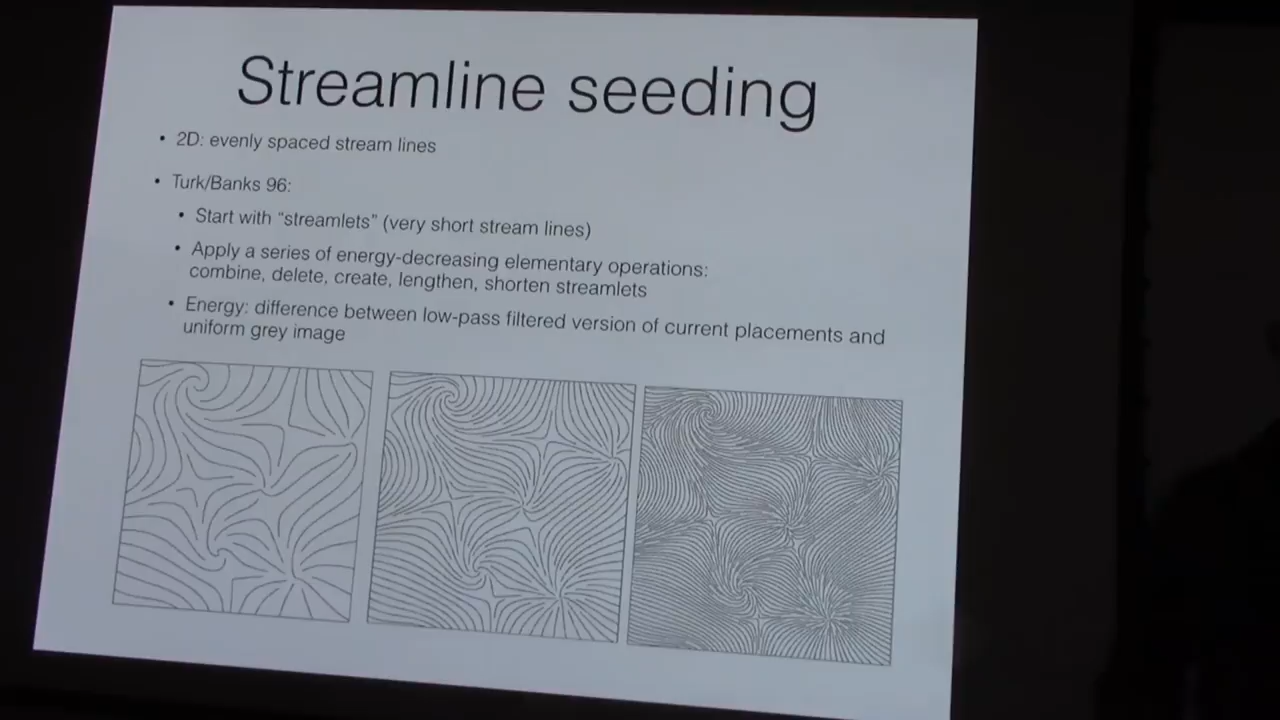 Streamline seeding
• 2D: evenly spaced stream lines
• Turk/Banks 96:
• Start with “streamlets” (very short stream lines)
• Apply a series of energy-decreasing elementary operations:
combine, delete, create, lengthen, shorten streamlets
• Energy: difference between low-pass filtered version of current placements and
uniform grey image